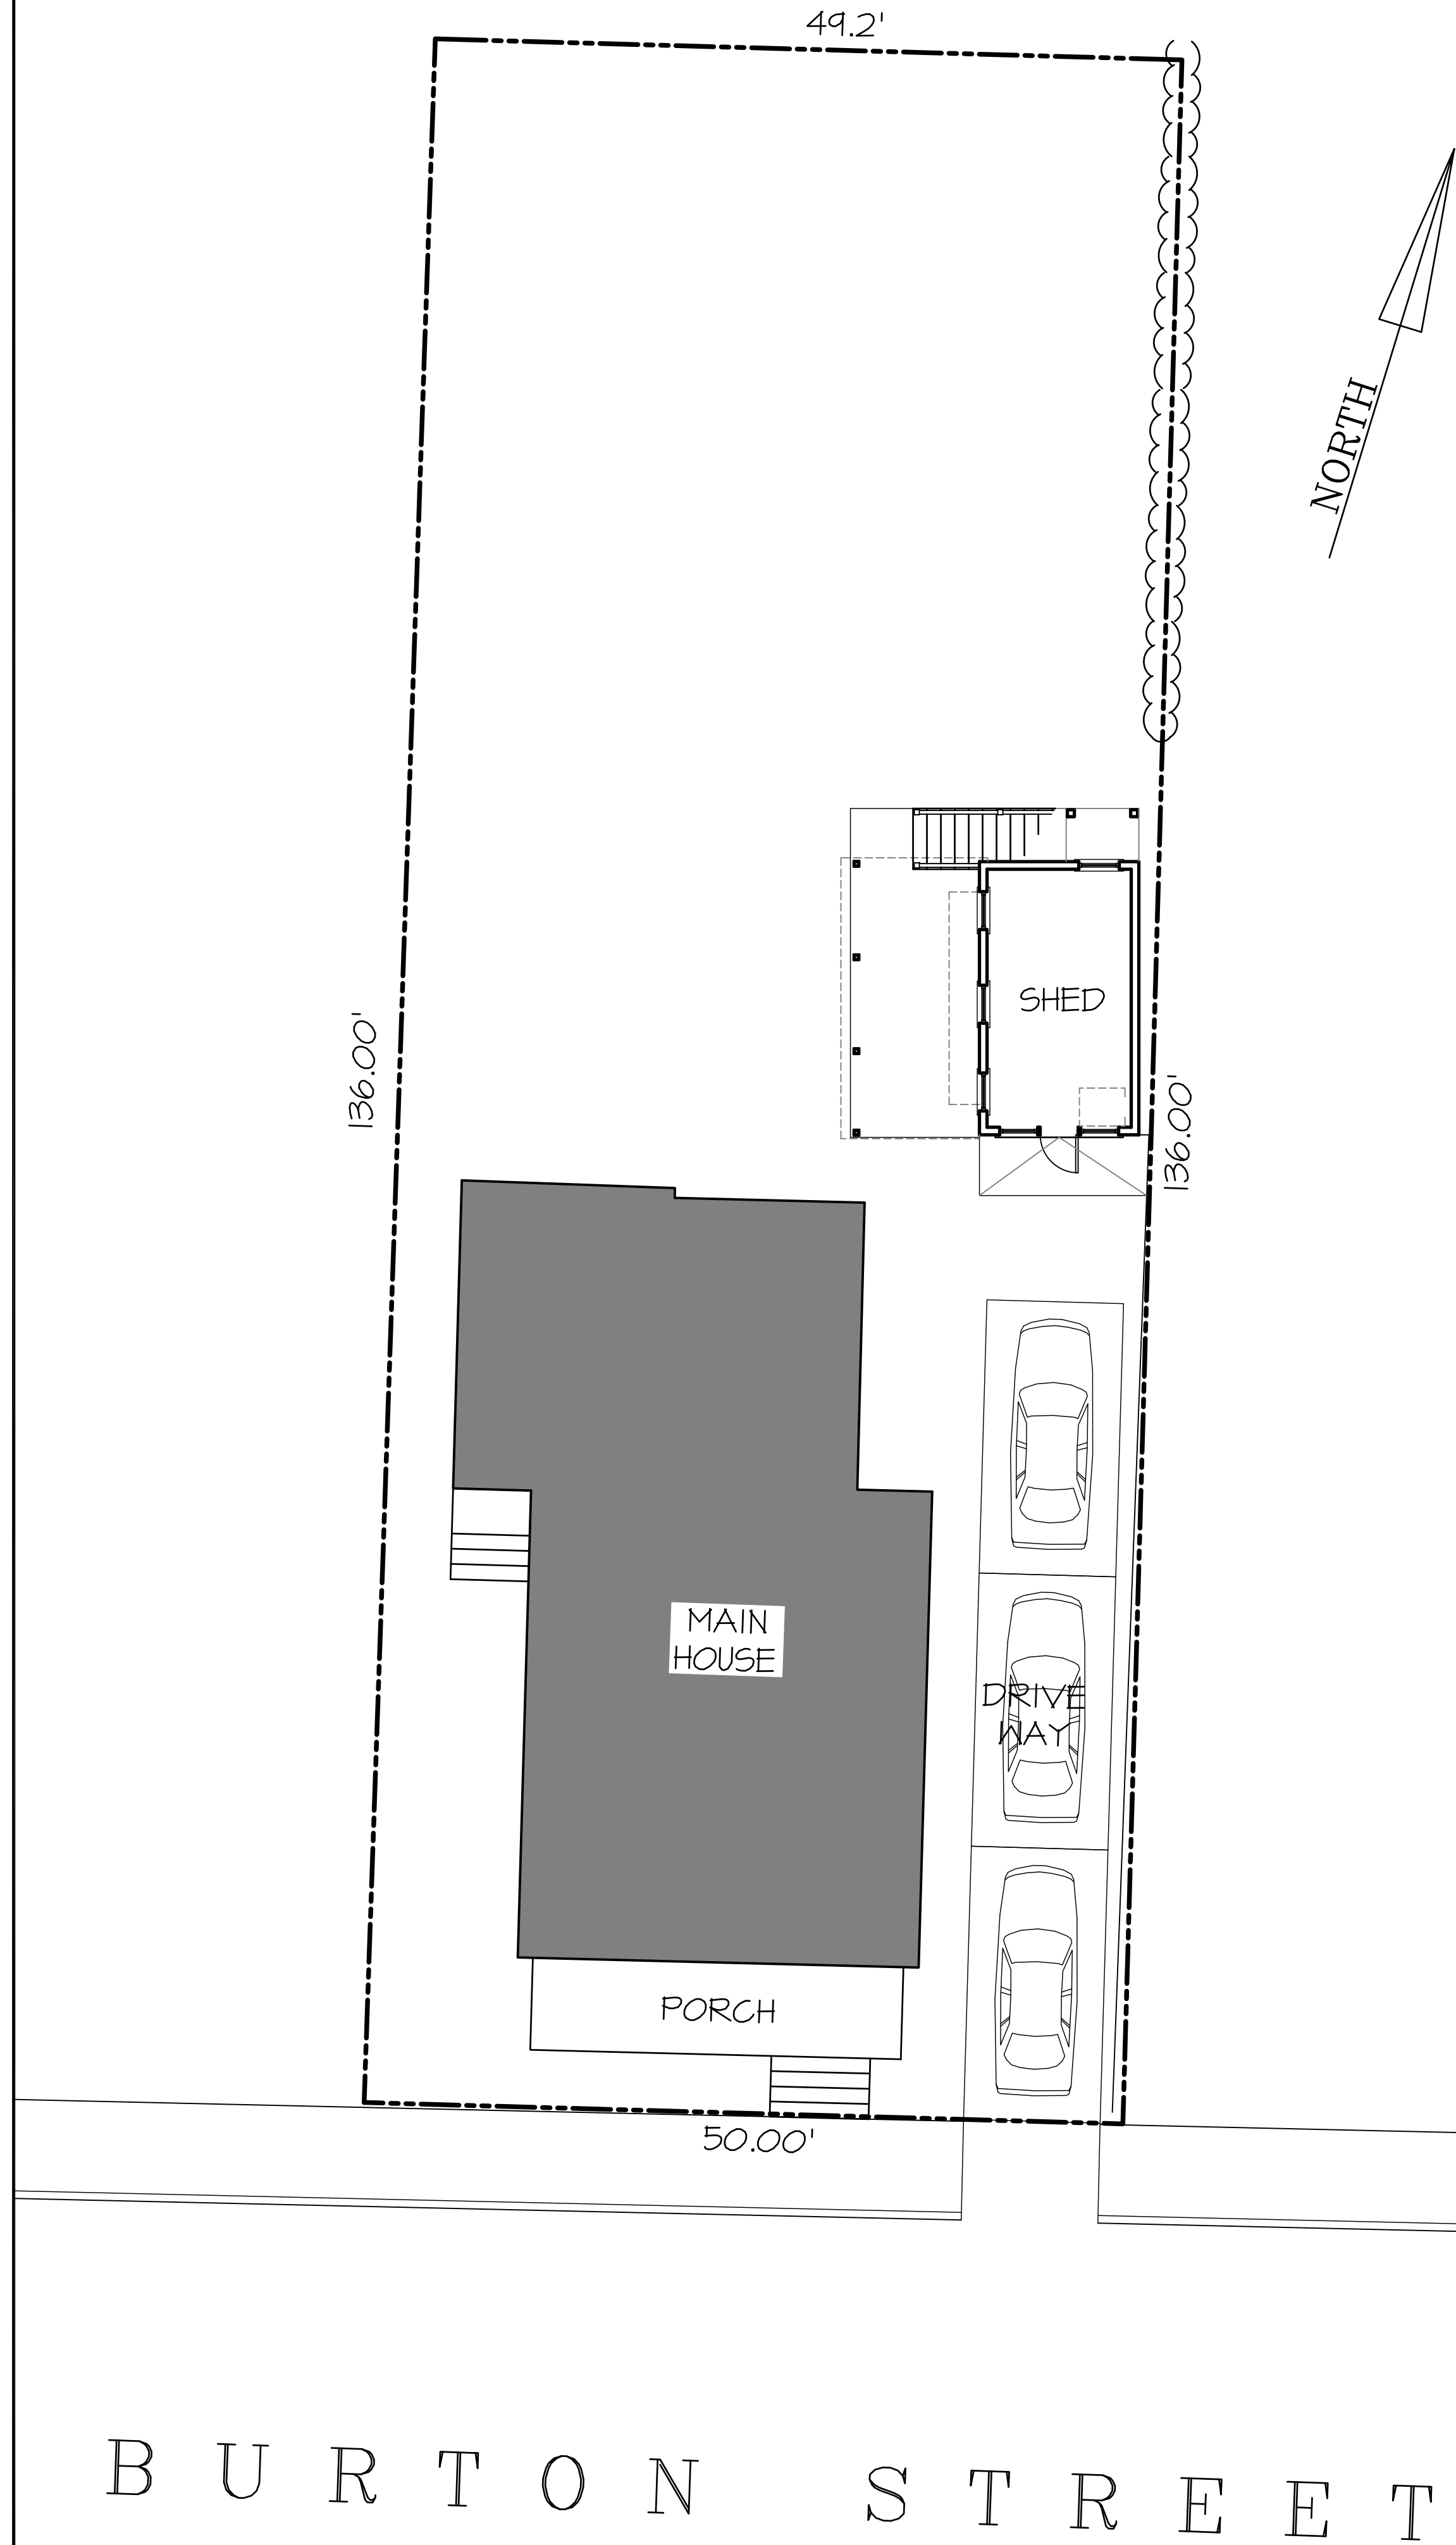 49.2'
NORTH
SHED
136.00'
136.00'
MAIN
HOUSE
DRIVE
WAY
PORCH
50.00'
BURTON STREET